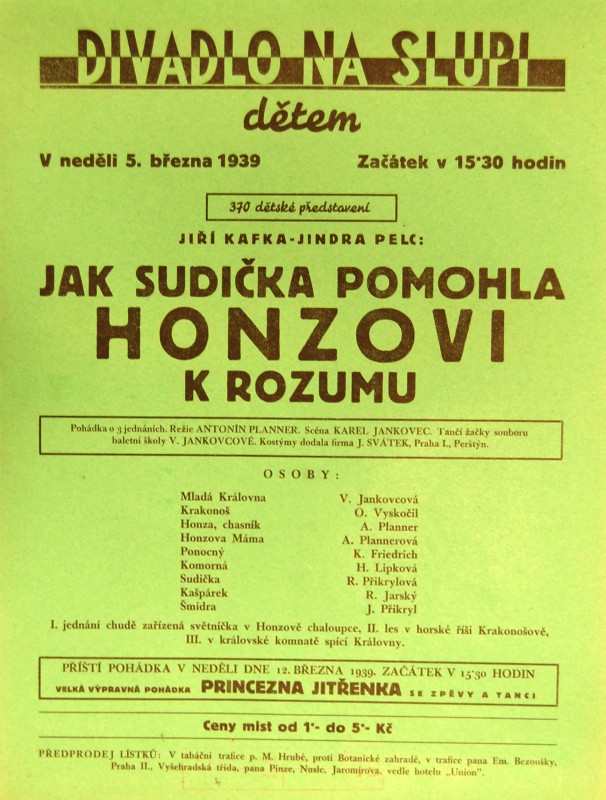 DIVADLO NA SLUPI
dětem
V neděli 5. března 1939 Začátek v 15·30 hodin
370 dětské představení
JIŘÍ KAFKA-JINDRA PELC:
JAK SUDIČKA POMOHLA
HONZOVI
K ROZUMU
Pohádka o 3 jednáních. Režie ANTONÍN PLANNER. Scéna KAREL JANKOVEC. Tančí žačky souboru
baletní školy V. JANKOVCOVÉ. Kostýmy dodala firma J. SVÁTEK, Praha I., Perštýn.
OSOBY:
Mladá Královna V. Jankovcová
Krakonoš O. Vyskočil
Honza, chasník A. Planner
Honzova Máma A. Plannerová
Ponocný K. Friedrich
Komorná H. Lipková
Sudička R. Přikrylová
Kašpárek R. Jarský
Šmidra J. Přikryl
I. jednání chudě zařízená světnička v Honzově chaloupce, II. les v horské říši Krakonošově,
III. v královské komnatě spící Královny.
PŘÍŠTÍ POHÁDKA V NEDĚLI DNE 12. BŘEZNA 1939. ZAČÁTEK V 15·30 HODIN
VELKÁ VÝPRAVNÁ POHÁDKA PRINCEZNA JITŘENKA SE ZPĚVY A TANCI
Ceny míst od 1·- do 5·- Kč
PŘEDPRODEJ LÍSTKŮ: V tabáční trafice p. M. Hrubé, proti Botanické zahradě, v trafice pana Em. Bezoušky,
Praha II., Vyšehradská třída, pana Pinze, Nusle, Jaromírova, vedle hotelu „Union".